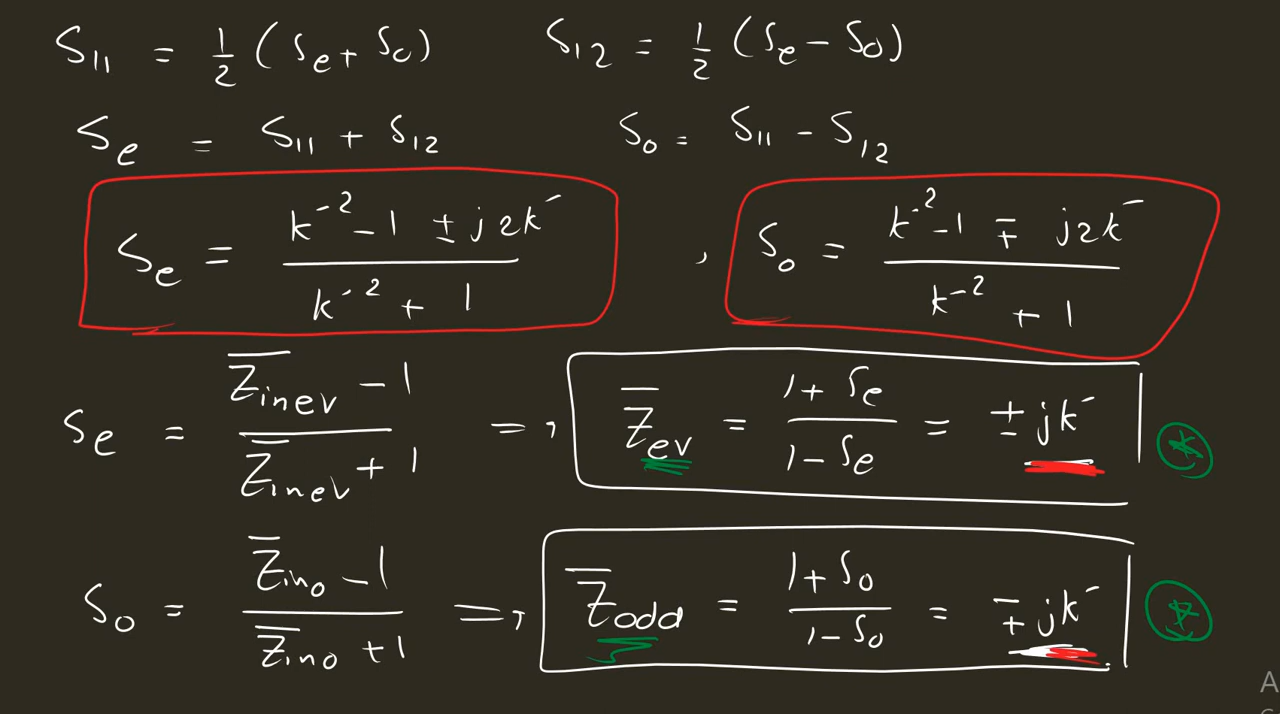 S₁₁ = 1/2 (Se + So)    S₁₂ = 1/2 (Se − So)
Se = S₁₁ + S₁₂    So = S₁₁ − S₁₂
Se = (k⁻² − 1 ± j2k⁻) / (k⁻² + 1) , So = (k⁻² − 1 ∓ j2k⁻) / (k⁻² + 1)
Se = (Z̅inev − 1) / (Z̅inev + 1) ⇒, Z̅ev = (1 + Se) / (1 − Se) = ± jk⁻ *
So = (Z̅ino − 1) / (Z̅ino + 1) ⇒, Z̅odd = (1 + So) / (1 − So) = ∓ jk⁻ *
A